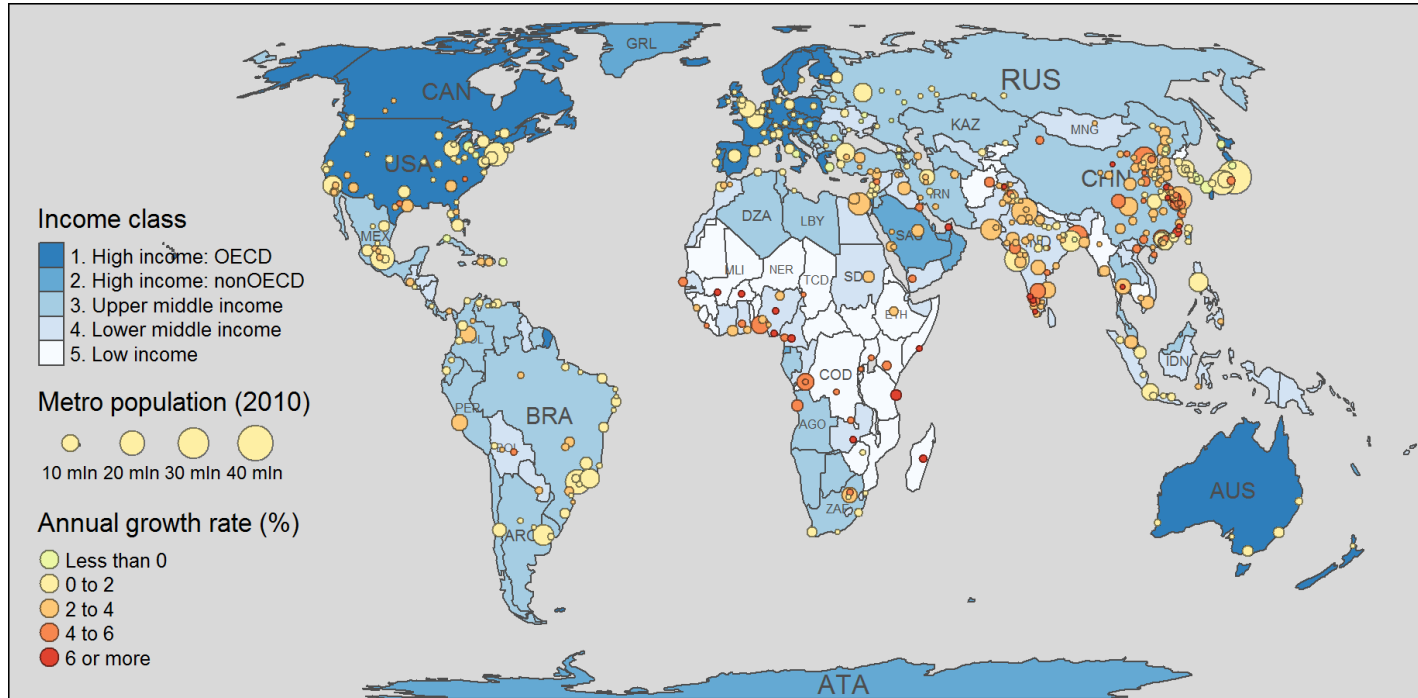 GRL
CAN
RUS
KAZ
MNG
USA
CHN
IRN
DZA
LBY
SAU
MEX
MLI
NER
TCD
ETH
COD
IDN
PER
BRA
BOL
AGO
AUS
ZAF
ARG
ATA
Income class
1. High income: OECD
2. High income: nonOECD
3. Upper middle income
4. Lower middle income
5. Low income
Metro population (2010)
10 mln 20 mln 30 mln 40 mln
Annual growth rate (%)
Less than 0
0 to 2
2 to 4
4 to 6
6 or more